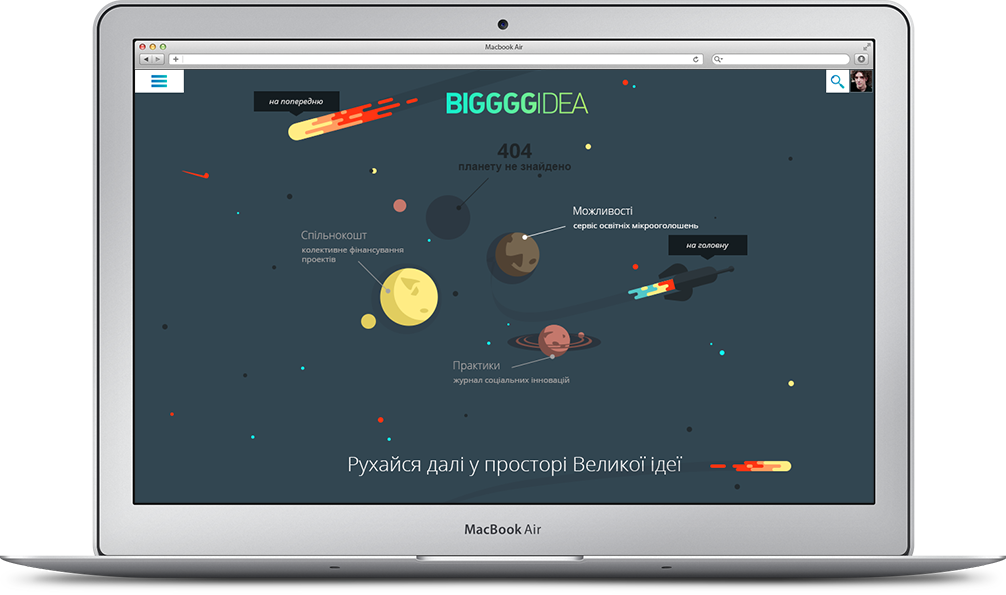 Macbook Air
на попередню
BIGGGGIDEA
404
планету не знайдено
Можливості
сервіс освітніх мікрооголошень
Спільнокошт
колективне фінансування
проектів
на головну
Практики
журнал соціальних інновацій
Рухайся далі у просторі Великої ідеї
MacBook Air